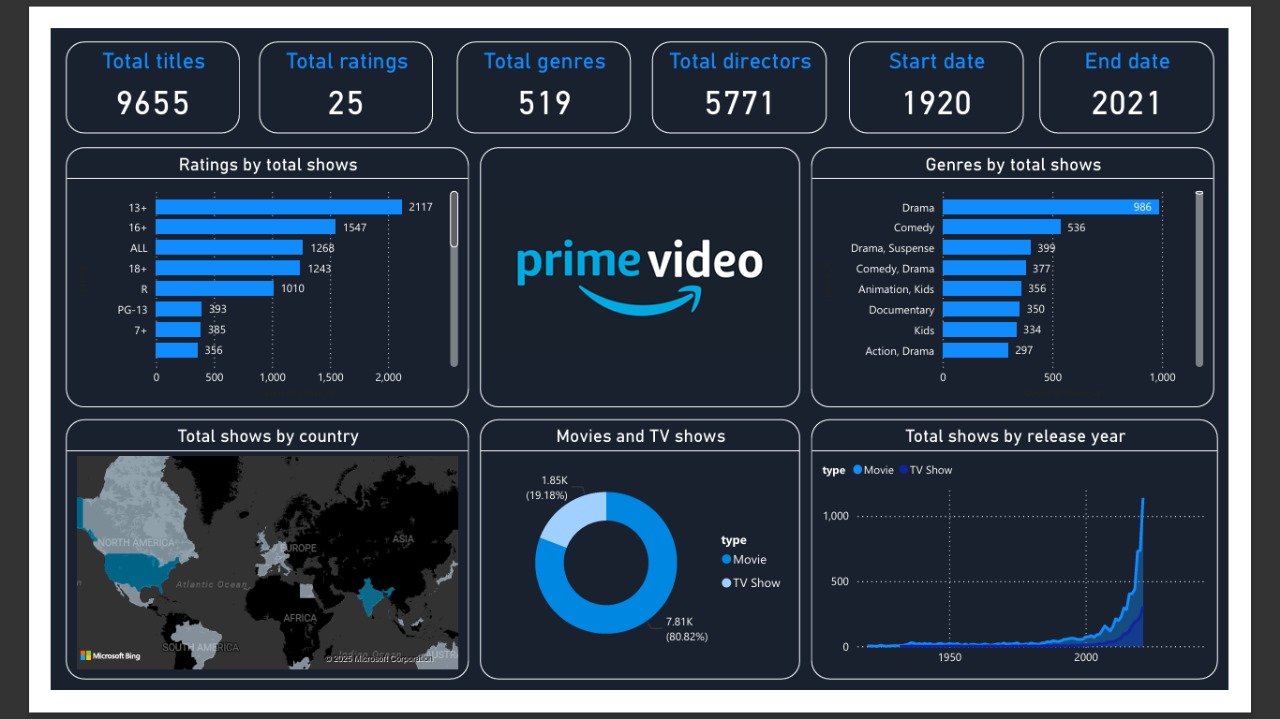 Total titles
9655
Total ratings
25
Total genres
519
Total directors
5771
Start date
1920
End date
2021
Ratings by total shows
13+ 2117
16+ 1547
ALL 1268
18+ 1243
R 1010
PG-13 393
7+ 385
356
0 500 1,000 1,500 2,000
prime video
Genres by total shows
Drama 986
Comedy 536
Drama, Suspense 399
Comedy, Drama 377
Animation, Kids 356
Documentary 350
Kids 334
Action, Drama 297
0 500 1,000
Total shows by country
NORTH AMERICA
EUROPE
ASIA
Atlantic Ocean
AFRICA
SOUTH AMERICA
Indian Ocean
AUSTR
Microsoft Bing
© 2025 Microsoft Corporation
Movies and TV shows
1.85K
(19.18%)
type
Movie
TV Show
7.81K
(80.82%)
Total shows by release year
type Movie TV Show
1,000
500
0
1950 2000